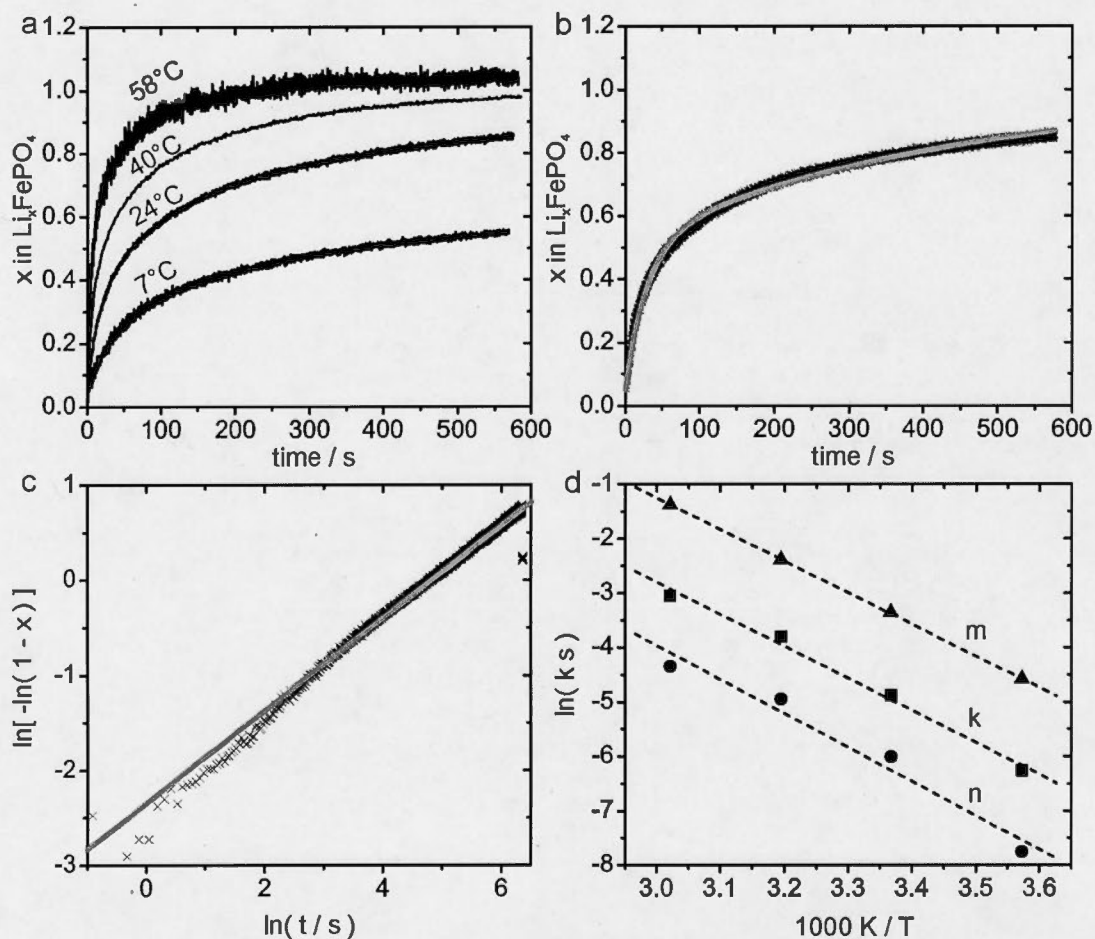 a
1.2
1.0
0.8
0.6
0.4
0.2
0.0
x in LixFePO4
58°C
40°C
24°C
7°C
0 100 200 300 400 500 600
time / s
b
1.2
1.0
0.8
0.6
0.4
0.2
0.0
x in LixFePO4
0 100 200 300 400 500 600
time / s
c
1
0
-1
-2
-3
ln[ -ln( 1 - x) ]
0 2 4 6
ln( t / s )
d
-1
-2
-3
-4
-5
-6
-7
-8
ln( k s )
m
k
n
3.0 3.1 3.2 3.3 3.4 3.5 3.6
1000 K / T